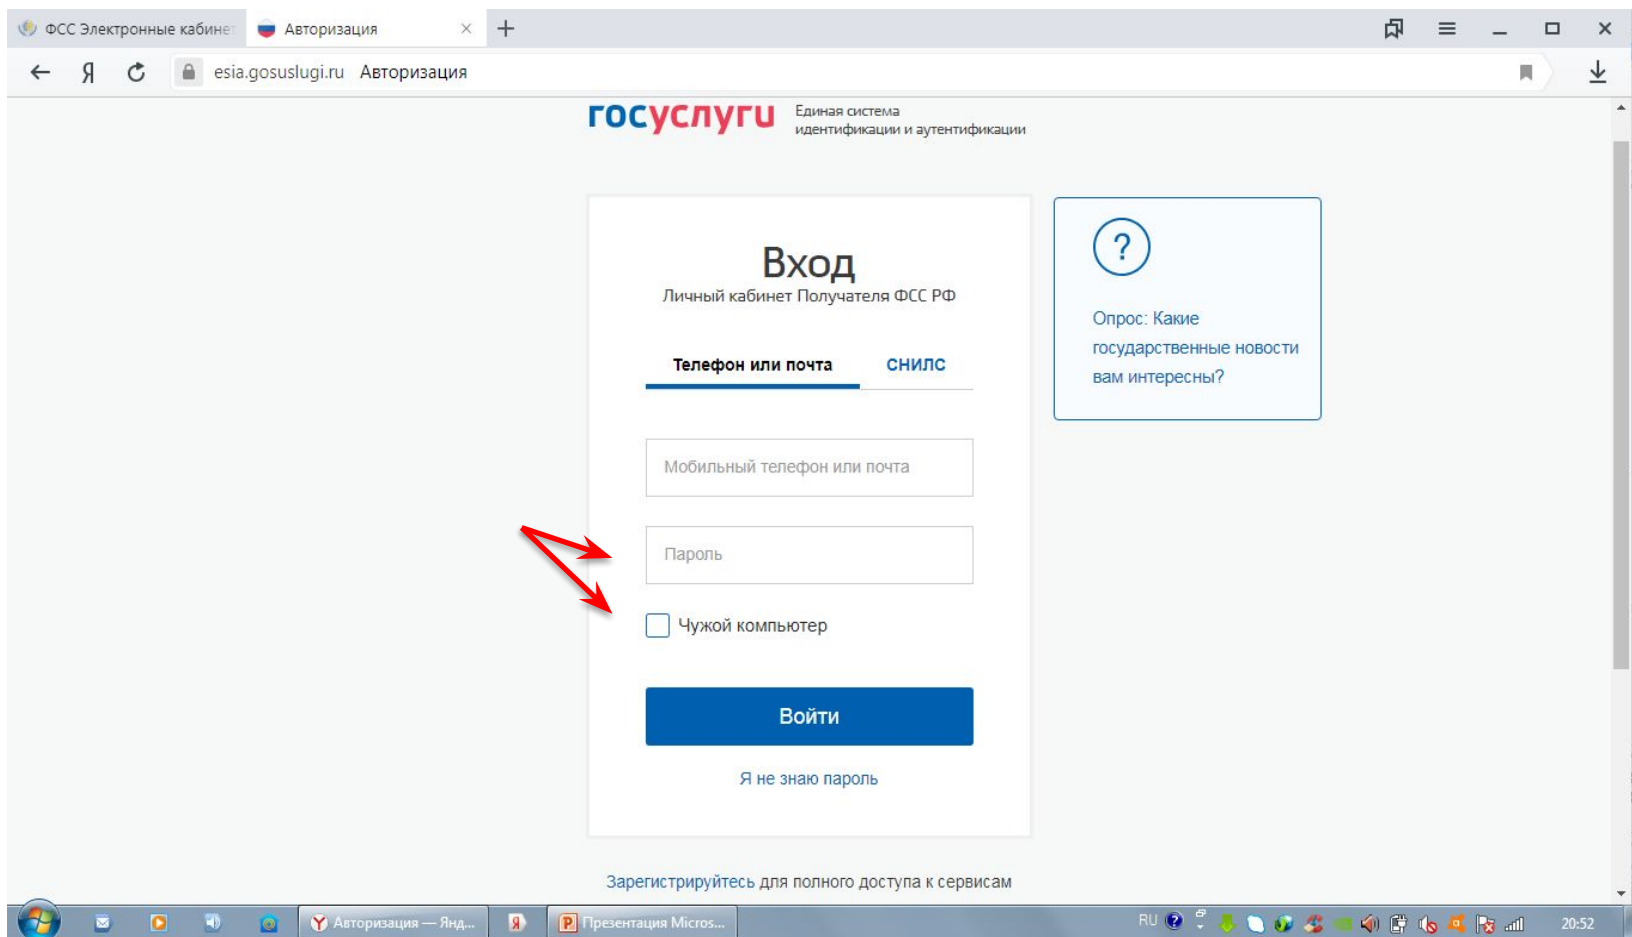 ФСС Электронные кабинет
Авторизация
Я
esia.gosuslugi.ru Авторизация
госуслуги
Единая система
идентификации и аутентификации
Вход
Личный кабинет Получателя ФСС РФ
Телефон или почта
СНИЛС
Мобильный телефон или почта
Пароль
Чужой компьютер
Войти
Я не знаю пароль
?
Опрос: Какие
государственные новости
вам интересны?
Зарегистрируйтесь для полного доступа к сервисам
Y Авторизация — Янд...
Я
P Презентация Micros...
RU
?
20:52